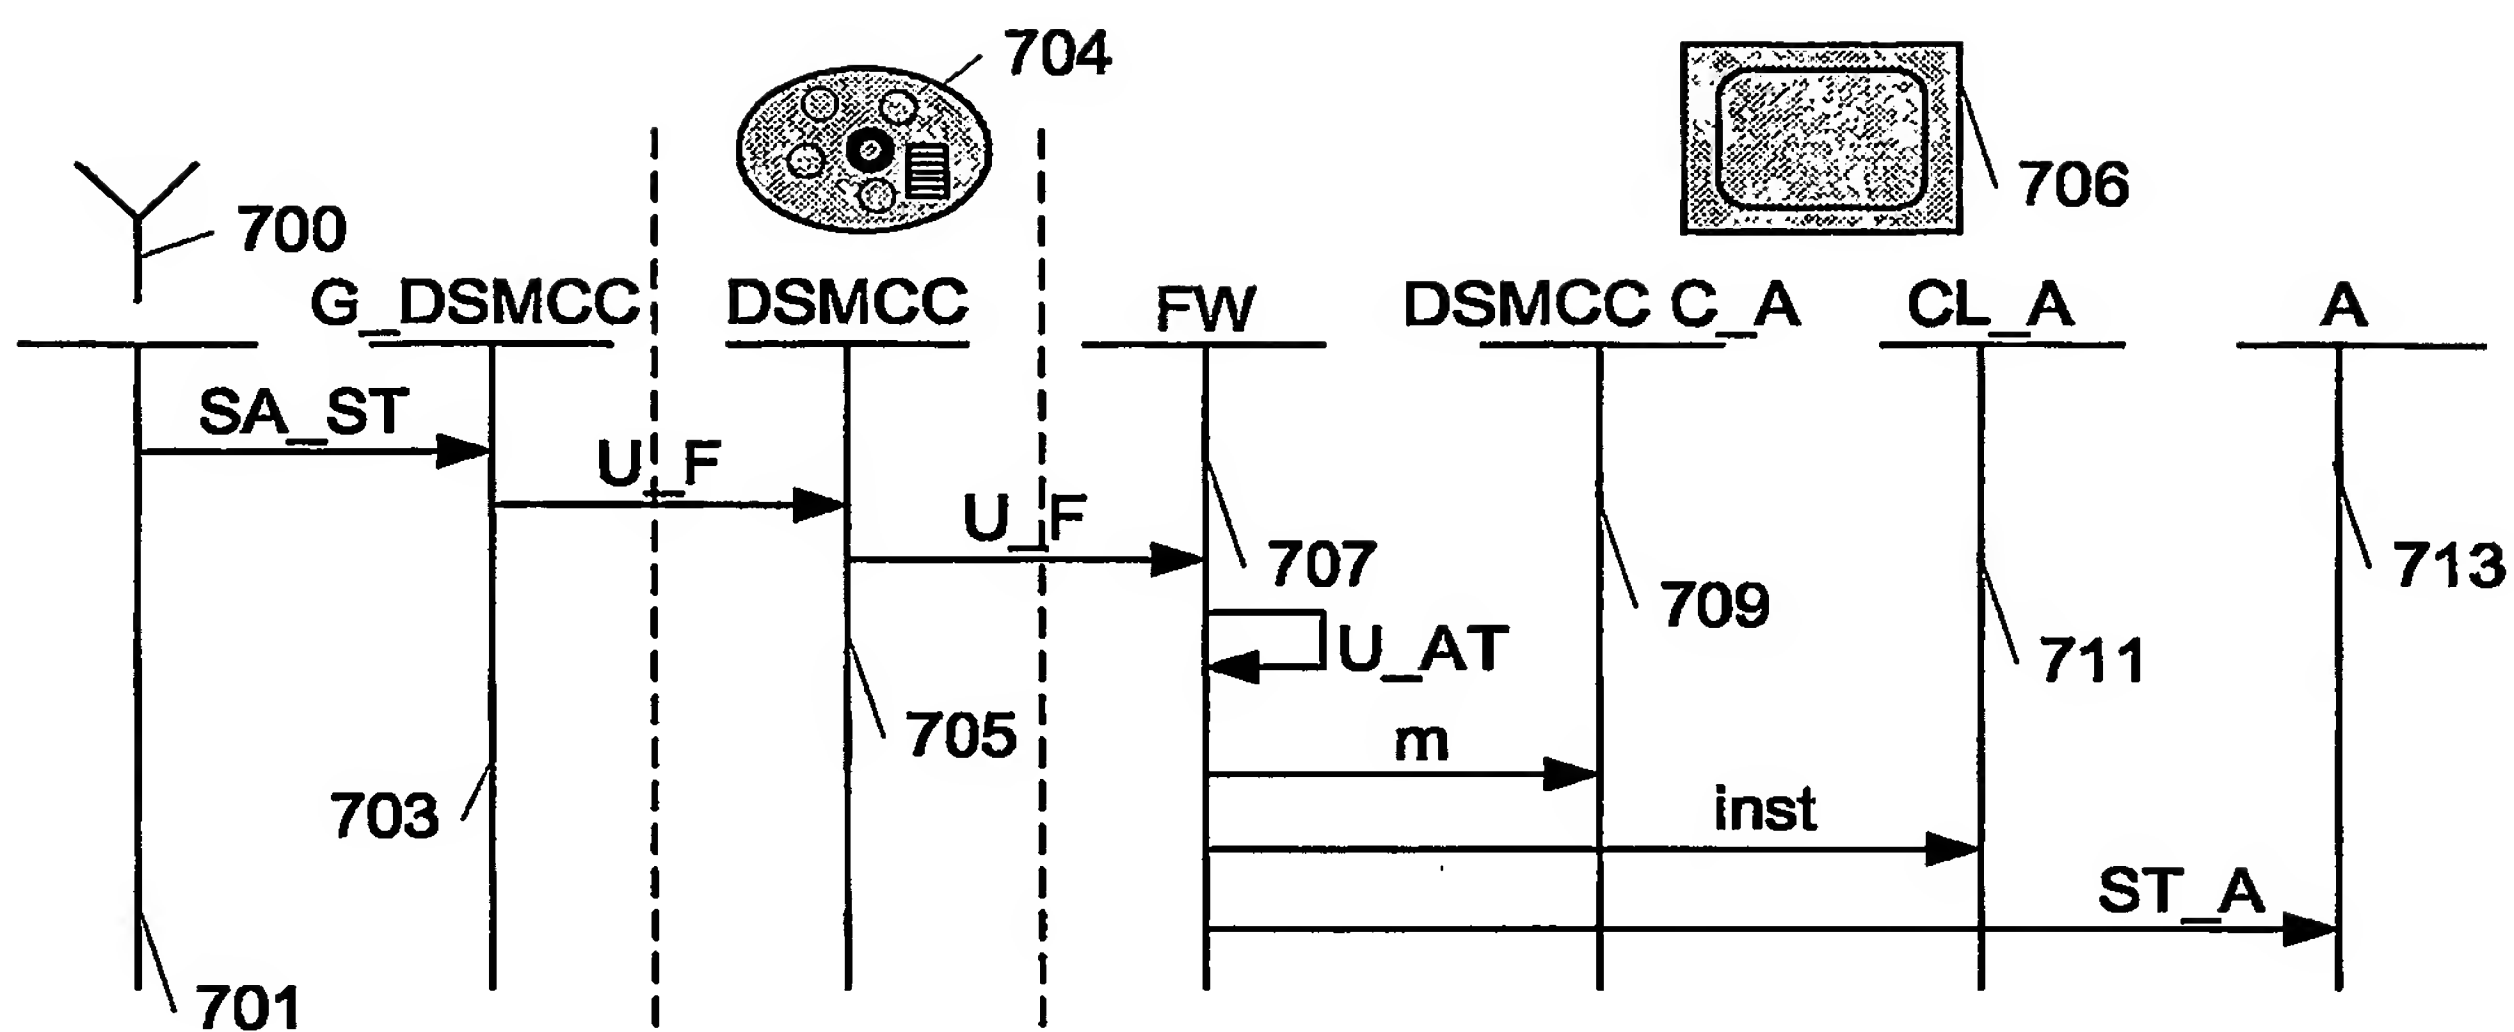 704
706
700
G_DSMCC
DSMCC
FW
DSMCC C_A
CL_A
A
SA_ST
U_F
U_F
707
713
709
U_AT
711
705
m
703
inst
ST_A
701